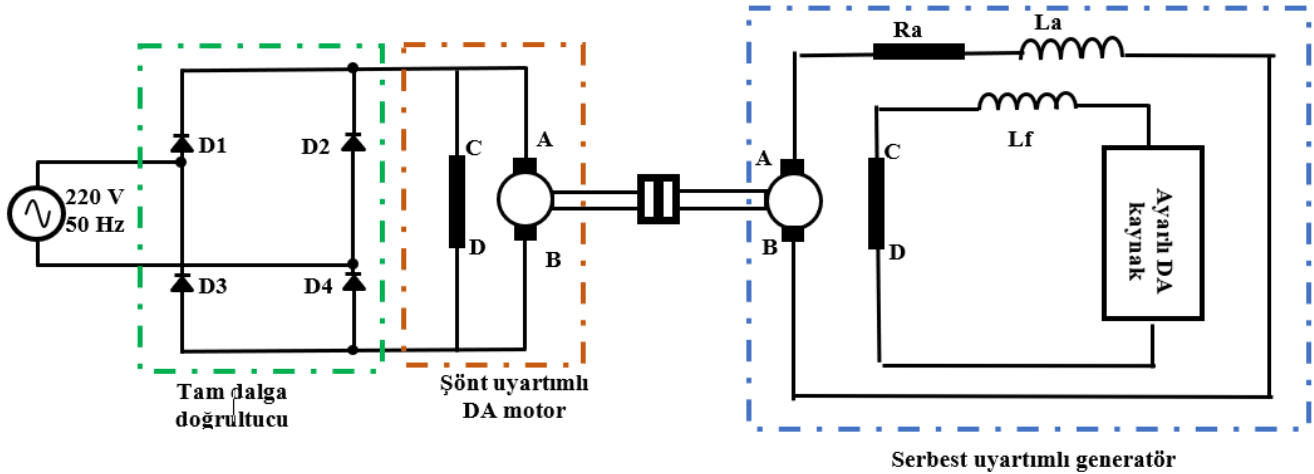 220 V
50 Hz
D1
D2
D3
D4
Tam dalga
doğrultucu
C
D
A
B
Şönt uyartımlı
DA motor
A
B
Ra
La
C
D
Lf
Ayarlı DA
kaynak
Serbest uyartımlı generatör